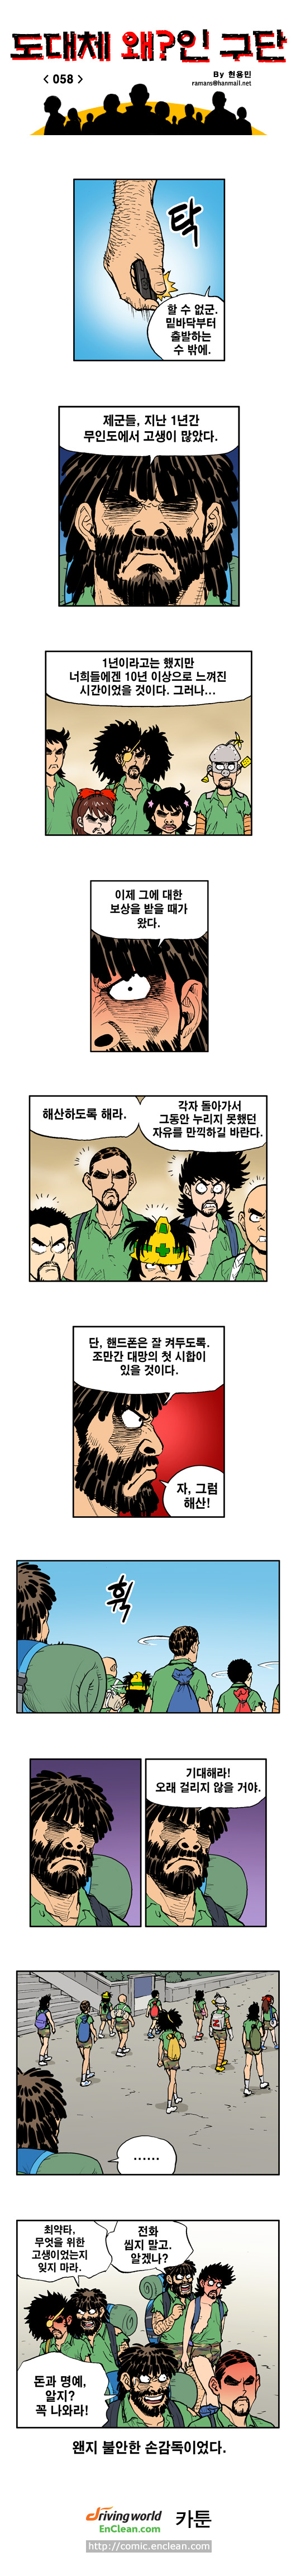 도대체 왜?인 구단
< 058 >
By 현용민
ramans@hanmail.net
탁
할 수 없군.
밑바닥부터
출발하는
수 밖에.
제군들, 지난 1년간
무인도에서 고생이 많았다.
1년이라고는 했지만
너희들에겐 10년 이상으로 느껴진
시간이었을 것이다. 그러나...
이제 그에 대한
보상을 받을 때가
왔다.
해산하도록 해라.
각자 돌아가서
그동안 누리지 못했던
자유를 만끽하길 바란다.
단, 핸드폰은 잘 켜두도록.
조만간 대망의 첫 시합이
있을 것이다.
자, 그럼
해산!
휙
기대해라!
오래 걸리지 않을 거야.
......
최약타,
무엇을 위한
고생이었는지
잊지 마라.
전화
씹지 말고.
알겠나?
돈과 명예,
알지?
꼭 나와라!
왠지 불안한 손감독이었다.
drivingworld
EnClean.com
카툰
http://comic.enclean.com